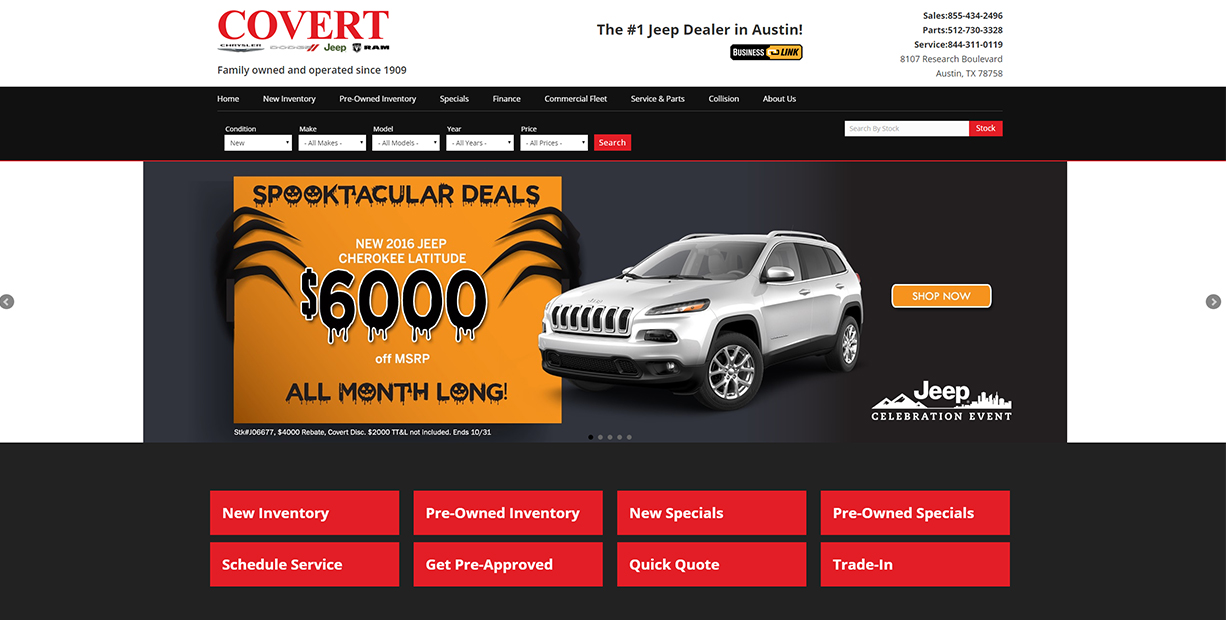 COVERT
CHRYSLER DODGE Jeep RAM
Family owned and operated since 1909
The #1 Jeep Dealer in Austin!
BUSINESS LINK
Sales:855-434-2496
Parts:512-730-3328
Service:844-311-0119
8107 Research Boulevard
Austin, TX 78758
Home New Inventory Pre-Owned Inventory Specials Finance Commercial Fleet Service & Parts Collision About Us
Condition Make Model Year Price
New - All Makes - - All Models - - All Years - - All Prices - Search
Search By Stock Stock
SPOOKTACULAR DEALS
NEW 2016 JEEP
CHEROKEE LATITUDE
$6000
off MSRP
ALL MONTH LONG!
Stk#J06677, $4000 Rebate, Covert Disc. $2000 TT&L not included. Ends 10/31
SHOP NOW
Jeep
CELEBRATION EVENT
New Inventory Pre-Owned Inventory New Specials Pre-Owned Specials
Schedule Service Get Pre-Approved Quick Quote Trade-In